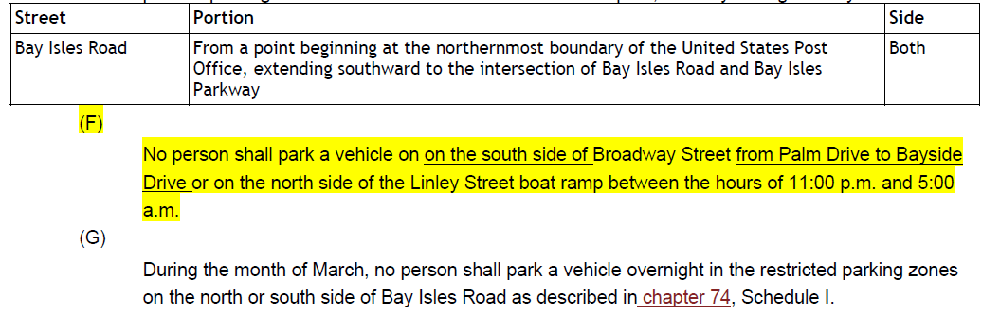 Street Portion Side
Bay Isles Road From a point beginning at the northernmost boundary of the United States Post Both
Office, extending southward to the intersection of Bay Isles Road and Bay Isles
Parkway
(F)
No person shall park a vehicle on on the south side of Broadway Street from Palm Drive to Bayside
Drive or on the north side of the Linley Street boat ramp between the hours of 11:00 p.m. and 5:00
a.m.
(G)
During the month of March, no person shall park a vehicle overnight in the restricted parking zones
on the north or south side of Bay Isles Road as described in chapter 74, Schedule I.